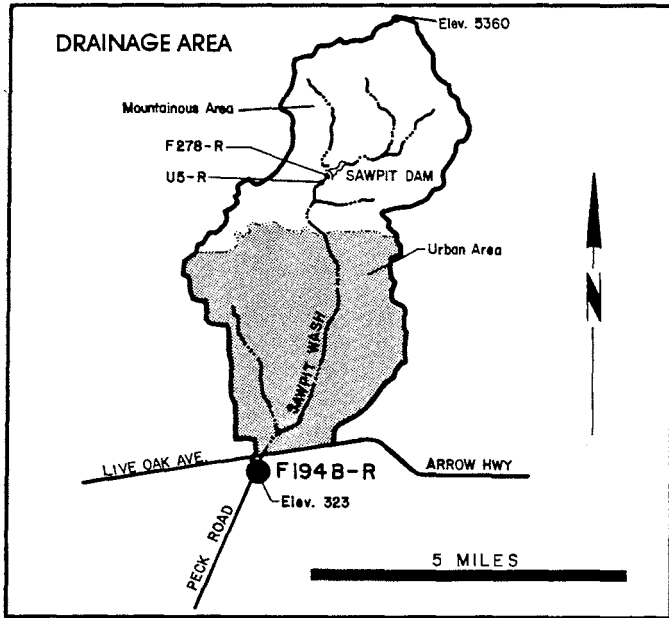 Elev. 5360
DRAINAGE AREA
Mountainous Area
F278-R
SAWPIT DAM
U5-R
Urban Area
N
SAWPIT WASH
LIVE OAK AVE.
F194B-R
ARROW HWY
Elev. 323
PECK ROAD
5 MILES